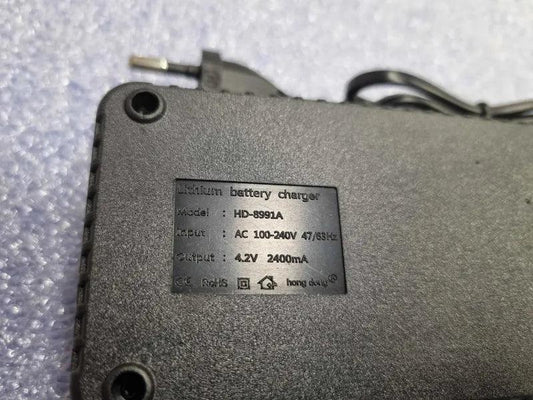 Lithium battery charger
Model : HD-8991A
Input : AC 100-240V 47/63Hz
Output : 4.2V 2400mA
CE RoHS hong dong